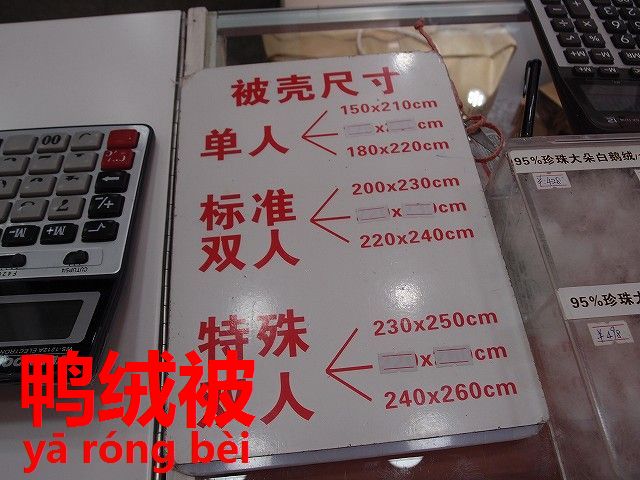 被壳尺寸
150x210cm
单人
x cm
180x220cm
200x230cm
标准
双人
x cm
220x240cm
230x250cm
特殊
双人
x cm
240x260cm
95%珍珠大朵白鹅绒
¥498
95%珍珠大
鸭绒被
yā róng bèi
00